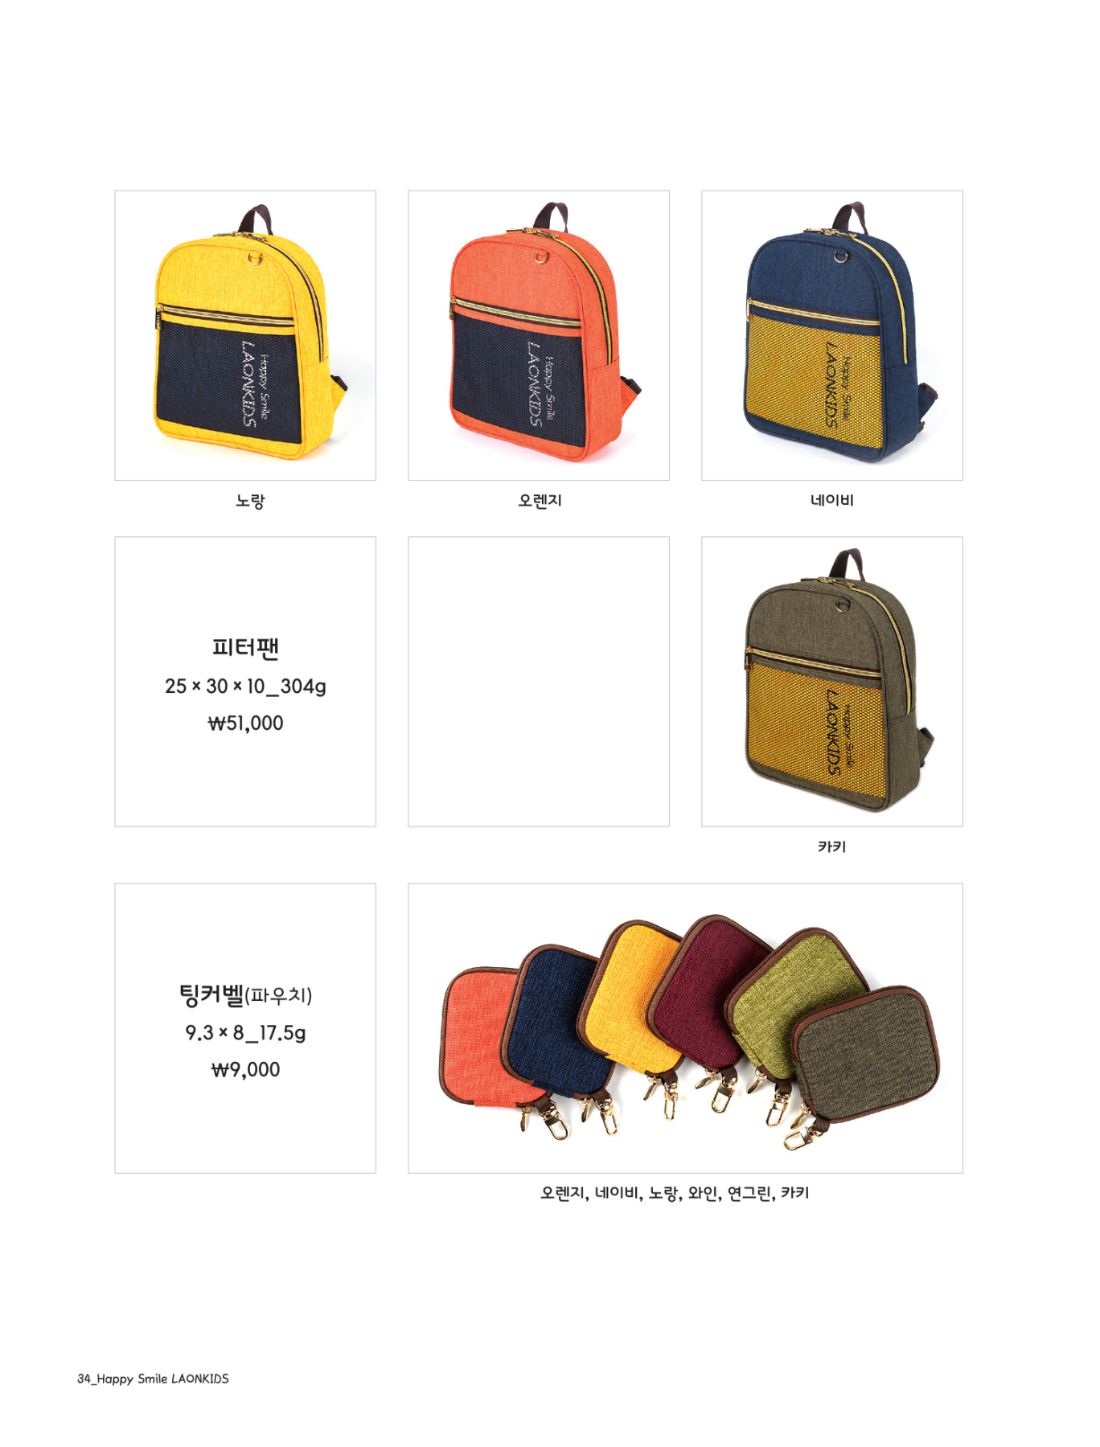 Happy Smile
LAONKIDS
Happy Smile
LAONKIDS
Happy Smile
LAONKIDS
노랑
오렌지
네이비
피터팬
25 × 30 × 10_304g
₩51,000
Happy Smile
LAONKIDS
카키
팅커벨(파우치)
9.3 × 8_17.5g
₩9,000
오렌지, 네이비, 노랑, 와인, 연그린, 카키
34_Happy Smile LAONKIDS